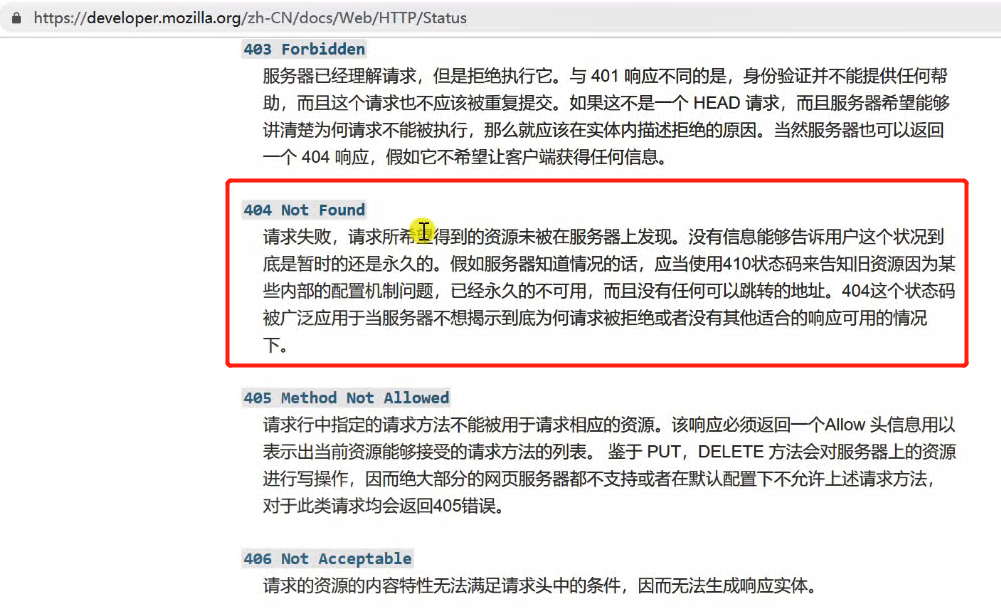 https://developer.mozilla.org/zh-CN/docs/Web/HTTP/Status
403 Forbidden
服务器已经理解请求，但是拒绝执行它。与 401 响应不同的是，身份验证并不能提供任何帮
助，而且这个请求也不应该被重复提交。如果这不是一个 HEAD 请求，而且服务器希望能够
讲清楚为何请求不能被执行，那么就应该在实体内描述拒绝的原因。当然服务器也可以返回
一个 404 响应，假如它不希望让客户端获得任何信息。
404 Not Found
请求失败，请求所希望得到的资源未被在服务器上发现。没有信息能够告诉用户这个状况到
底是暂时的还是永久的。假如服务器知道情况的话，应当使用410状态码来告知旧资源因为某
些内部的配置机制问题，已经永久的不可用，而且没有任何可以跳转的地址。404这个状态码
被广泛应用于当服务器不想揭示到底为何请求被拒绝或者没有其他适合的响应可用的情况
下。
405 Method Not Allowed
请求行中指定的请求方法不能被用于请求相应的资源。该响应必须返回一个Allow 头信息用以
表示出当前资源能够接受的请求方法的列表。 鉴于 PUT，DELETE 方法会对服务器上的资源
进行写操作，因而绝大部分的网页服务器都不支持或者在默认配置下不允许上述请求方法，
对于此类请求均会返回405错误。
406 Not Acceptable
请求的资源的内容特性无法满足请求头中的条件，因而无法生成响应实体。